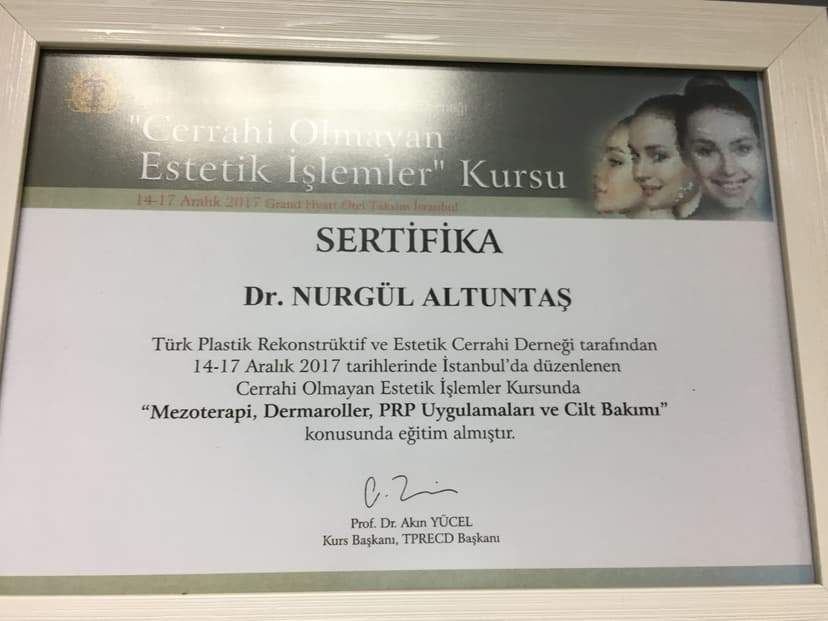 Derneği
"Cerrahi Olmayan
Estetik İşlemler" Kursu
14-17 Aralık 2017 Grand Hyatt Otel Taksim İstanbul
SERTİFİKA
Dr. NURGÜL ALTUNTAŞ
Türk Plastik Rekonstrüktif ve Estetik Cerrahi Derneği tarafından
14-17 Aralık 2017 tarihlerinde İstanbul'da düzenlenen
Cerrahi Olmayan Estetik İşlemler Kursunda
“Mezoterapi, Dermaroller, PRP Uygulamaları ve Cilt Bakımı”
konusunda eğitim almıştır.
Prof. Dr. Akın YÜCEL
Kurs Başkanı, TPRECD Başkanı